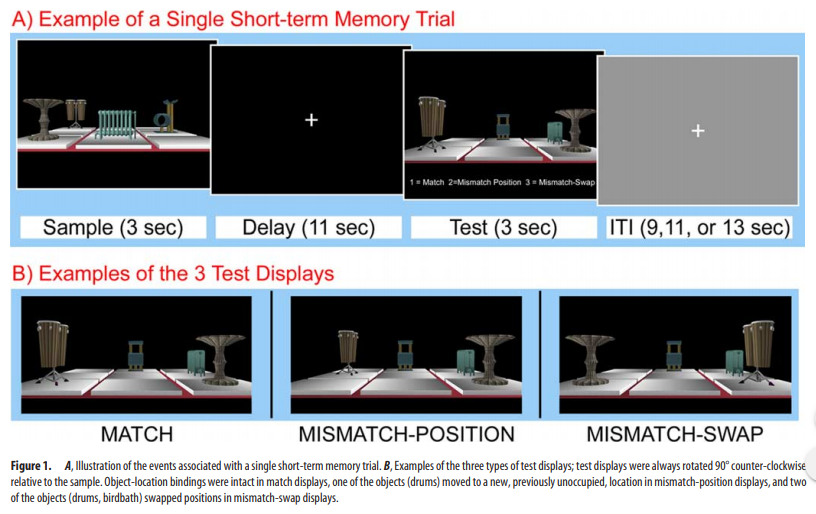 A) Example of a Single Short-term Memory Trial
1 = Match 2=Mismatch Position 3 = Mismatch-Swap
Sample (3 sec)
Delay (11 sec)
Test (3 sec)
ITI (9,11, or 13 sec)
B) Examples of the 3 Test Displays
MATCH
MISMATCH-POSITION
MISMATCH-SWAP
Figure 1. A, Illustration of the events associated with a single short-term memory trial. B, Examples of the three types of test displays; test displays were always rotated 90° counter-clockwise
relative to the sample. Object-location bindings were intact in match displays, one of the objects (drums) moved to a new, previously unoccupied, location in mismatch-position displays, and two
of the objects (drums, birdbath) swapped positions in mismatch-swap displays.